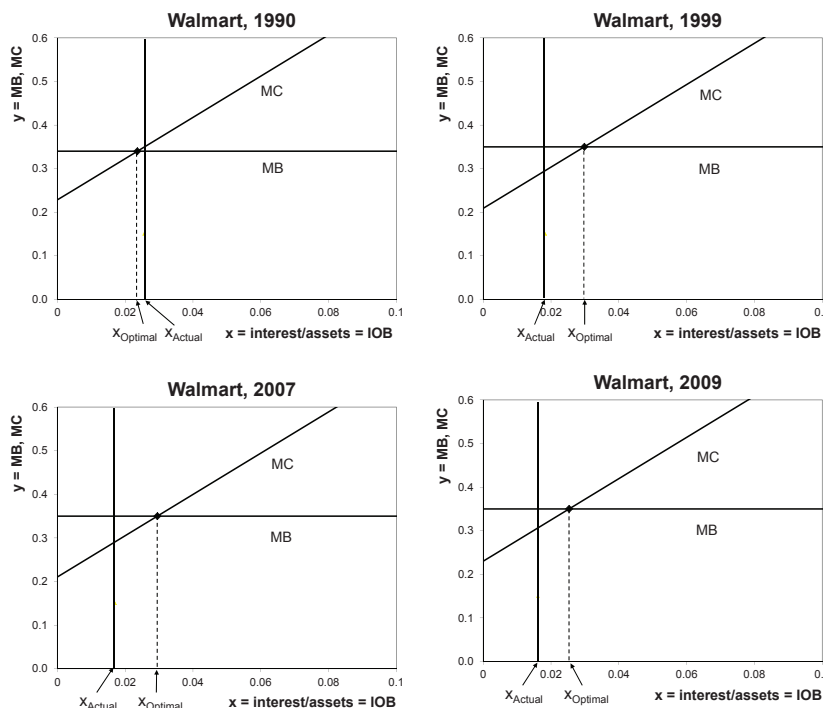 Walmart, 1990
y = MB, MC
0.6
0.5
0.4
0.3
0.2
0.1
0.0
MC
MB
0 0.02 0.04 0.06 0.08 0.1
xOptimal xActual x = interest/assets = IOB
Walmart, 1999
y = MB, MC
0.6
0.5
0.4
0.3
0.2
0.1
0.0
MC
MB
0 0.02 0.04 0.06 0.08 0.1
xActual xOptimal x = interest/assets = IOB
Walmart, 2007
y = MB, MC
0.6
0.5
0.4
0.3
0.2
0.1
0.0
MC
MB
0 0.02 0.04 0.06 0.08 0.1
xActual xOptimal x = interest/assets = IOB
Walmart, 2009
y = MB, MC
0.6
0.5
0.4
0.3
0.2
0.1
0.0
MC
MB
0 0.02 0.04 0.06 0.08 0.1
xActual xOptimal x = interest/assets = IOB